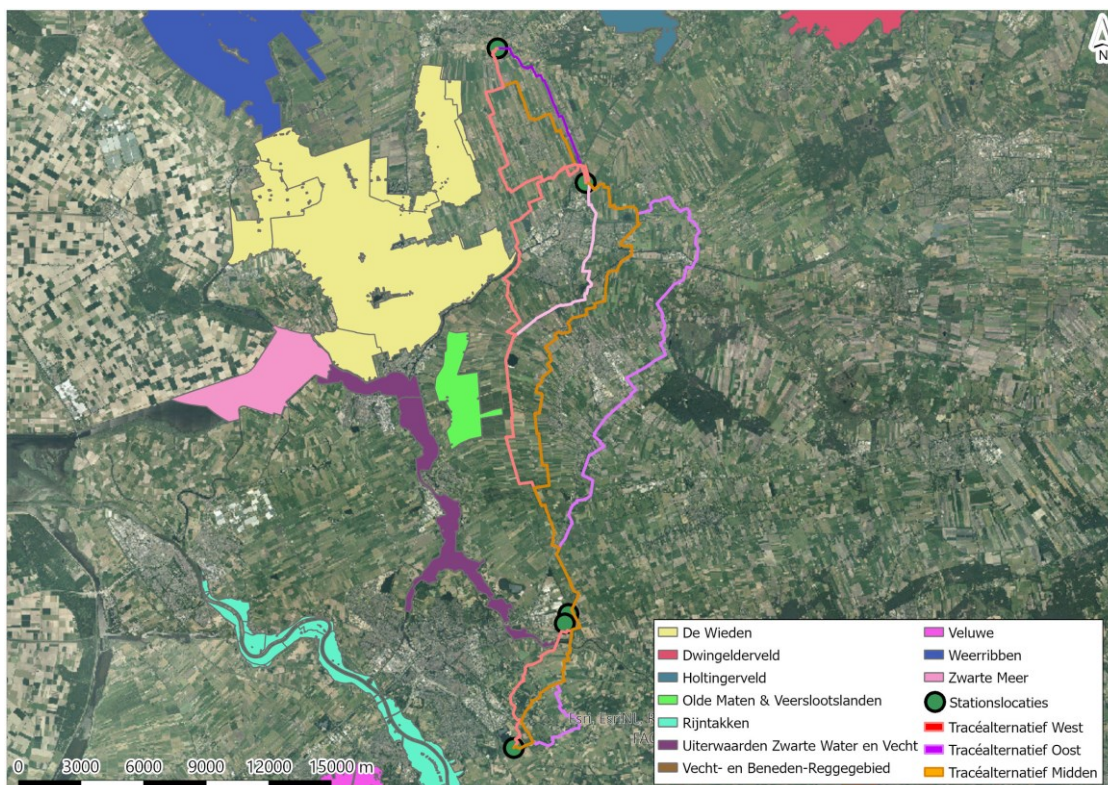 N
De Wieden
Dwingelderveld
Holtingerveld
Olde Maten & Veerslootslanden
Rijntakken
Uiterwaarden Zwarte Water en Vecht
Vecht- en Beneden-Reggegebied
Veluwe
Weerribben
Zwarte Meer
Stationslocaties
Tracéalternatief West
Tracéalternatief Oost
Tracéalternatief Midden
0 3000 6000 9000 12000 15000 m